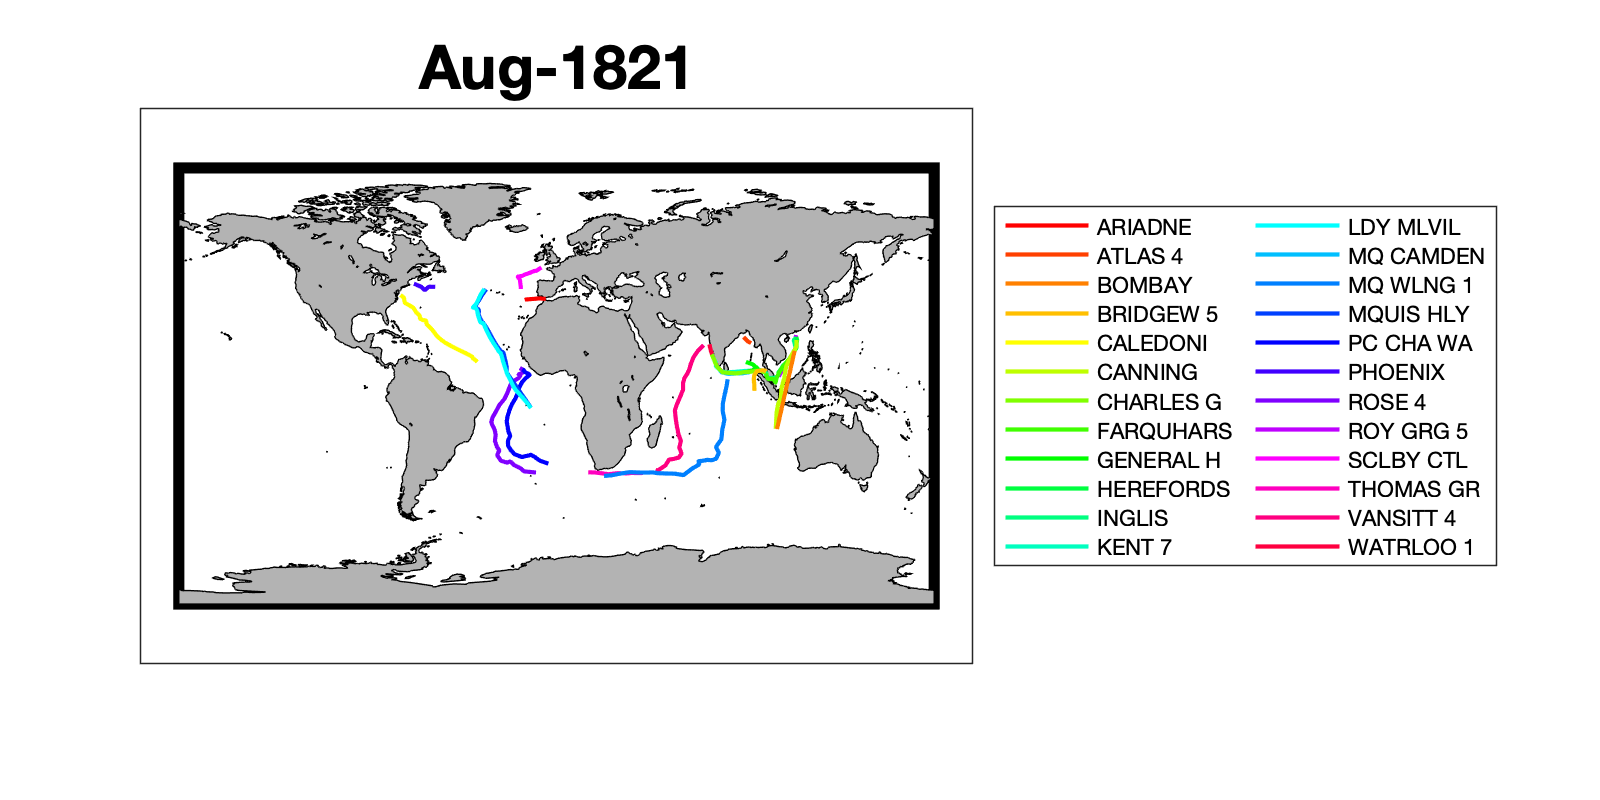 Aug-1821
ARIADNE
ATLAS 4
BOMBAY
BRIDGEW 5
CALEDONI
CANNING
CHARLES G
FARQUHARS
GENERAL H
HEREFORDS
INGLIS
KENT 7
LDY MLVIL
MQ CAMDEN
MQ WLNG 1
MQUIS HLY
PC CHA WA
PHOENIX
ROSE 4
ROY GRG 5
SCLBY CTL
THOMAS GR
VANSITT 4
WATRLOO 1